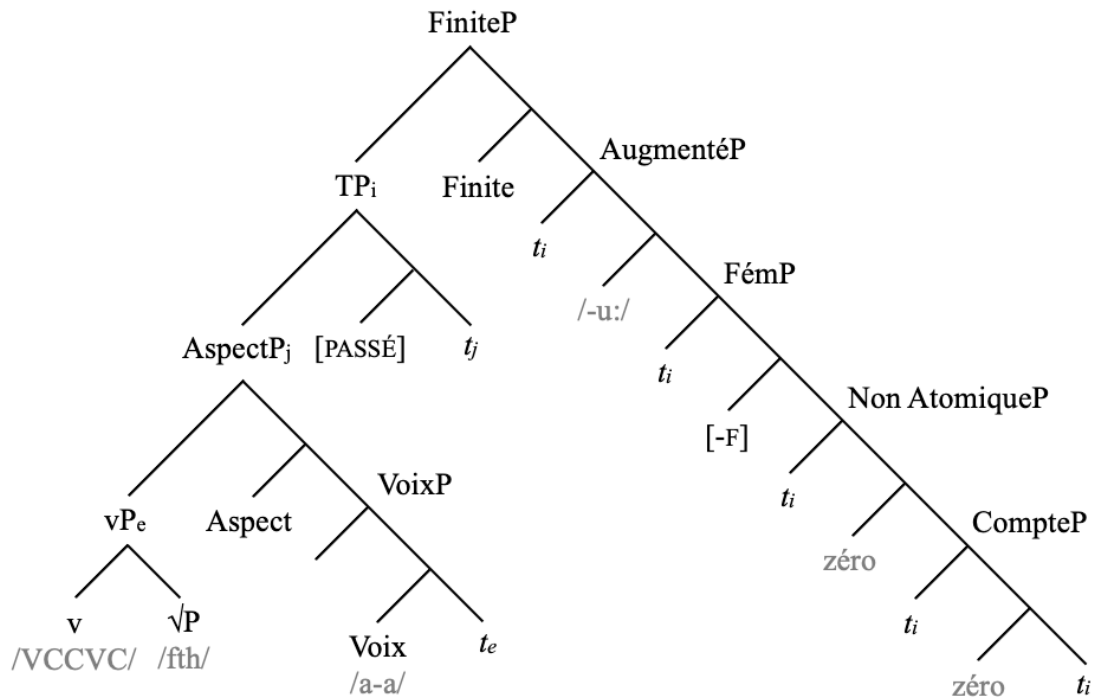 FiniteP
AugmentéP
TPi Finite
ti
FémP
/-u:/
AspectPj [PASSÉ] tj ti
Non AtomiqueP
[-F]
VoixP ti
vPe Aspect CompteP
zéro
v √P ti
Voix te
/VCCVC/ /fth/ /a-a/ zéro ti